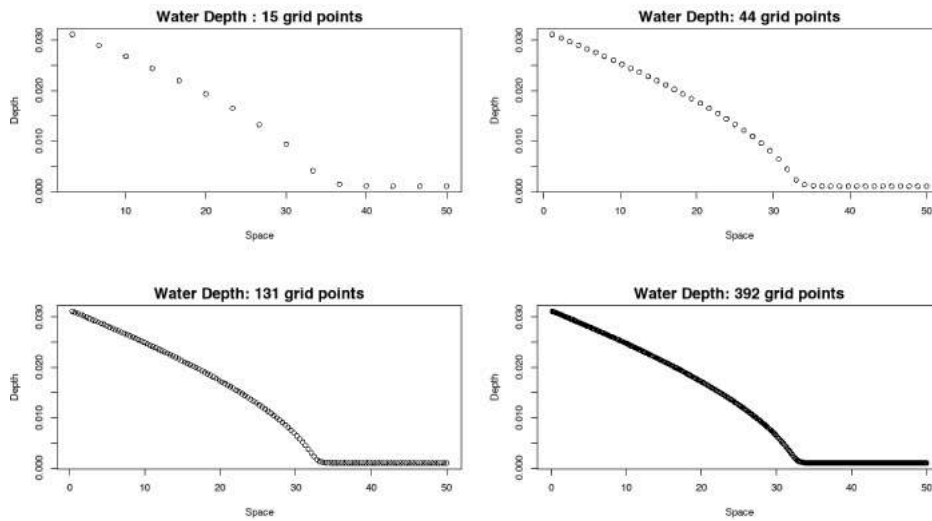 Water Depth : 15 grid points
Depth
0.000 0.010 0.020 0.030
10 20 30 40 50
Space
Water Depth: 44 grid points
Depth
0.000 0.010 0.020 0.030
0 10 20 30 40 50
Space
Water Depth: 131 grid points
Depth
0.000 0.010 0.020 0.030
0 10 20 30 40 50
Space
Water Depth: 392 grid points
Depth
0.000 0.010 0.020 0.030
0 10 20 30 40 50
Space